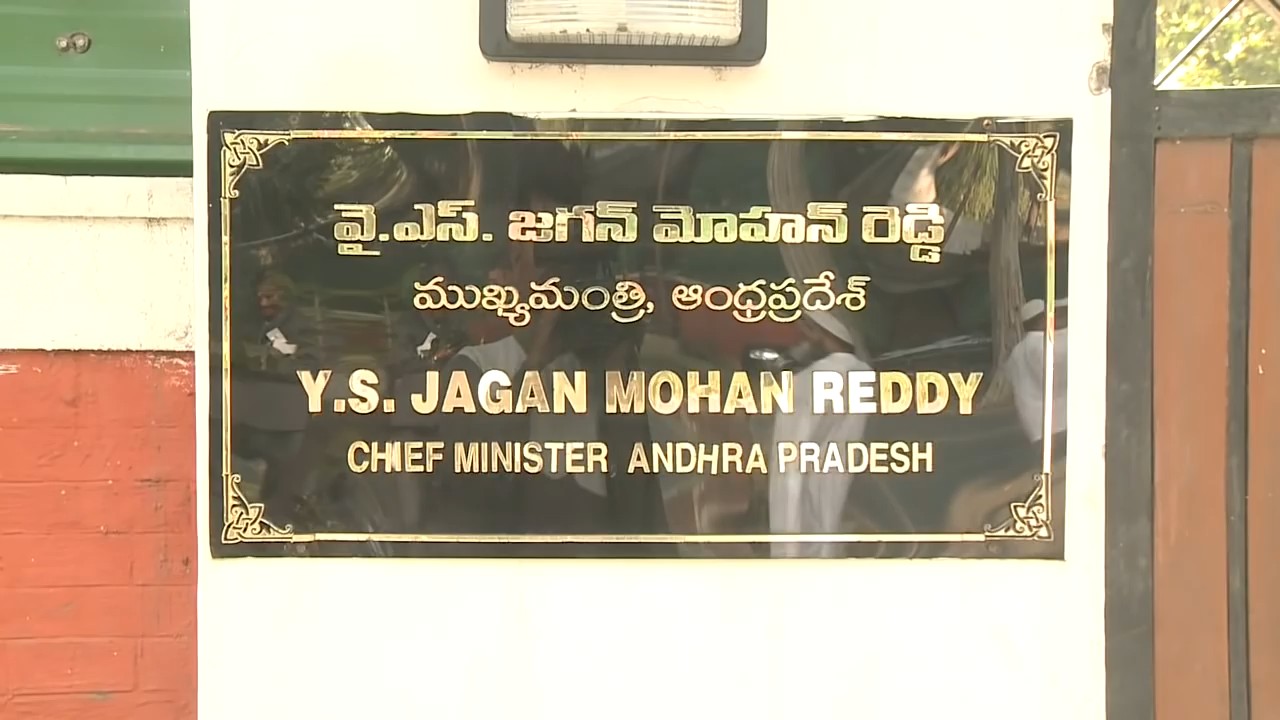 వై.ఎస్. జగన్ మోహన్ రెడ్డి
ముఖ్యమంత్రి, ఆంధ్రప్రదేశ్
Y.S. JAGAN MOHAN REDDY
CHIEF MINISTER ANDHRA PRADESH